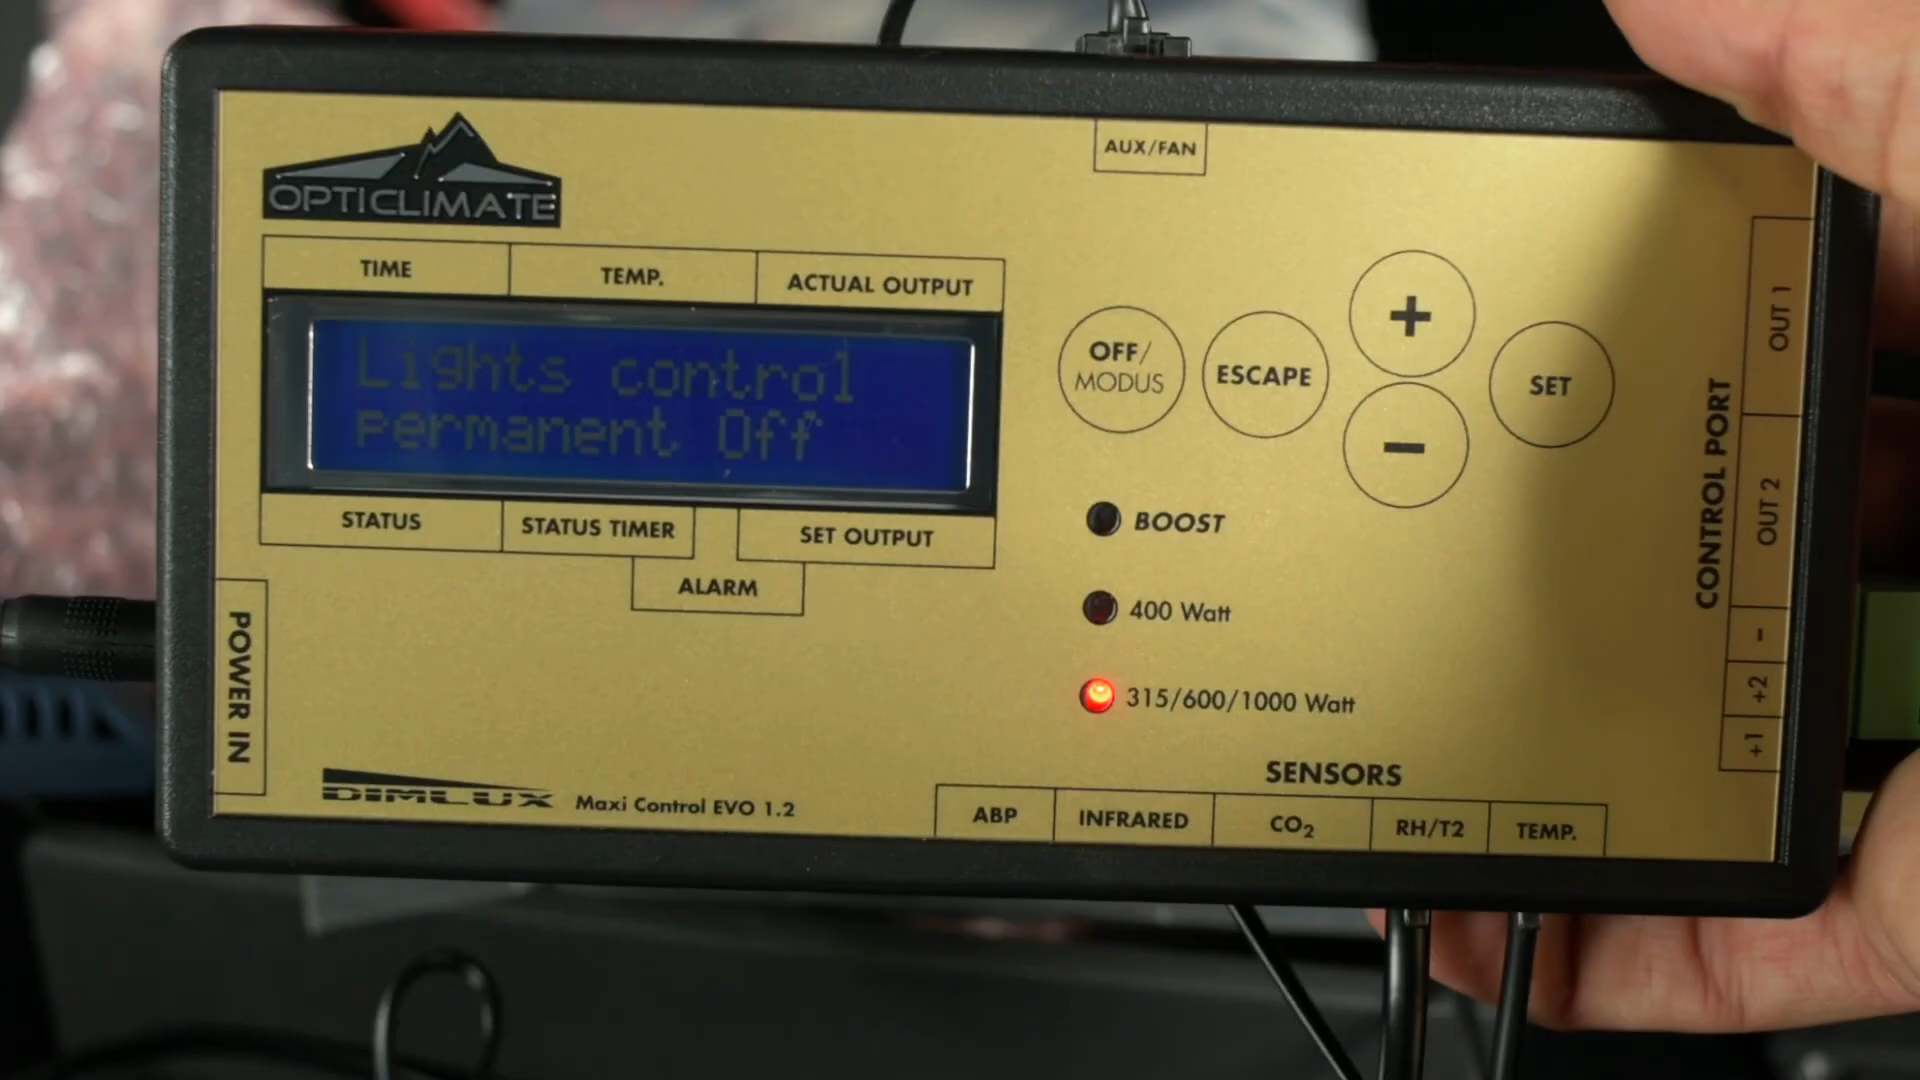 AUX/FAN
OPTICLIMATE
TIME TEMP. ACTUAL OUTPUT
Lights control
permanent Off
OFF/
MODUS
ESCAPE
+
−
SET
STATUS STATUS TIMER SET OUTPUT
ALARM
BOOST
400 Watt
315/600/1000 Watt
POWER IN
CONTROL PORT
OUT 1
OUT 2
-
+2
+1
DIMLUX Maxi Control EVO 1.2
SENSORS
ABP INFRARED CO₂ RH/T2 TEMP.